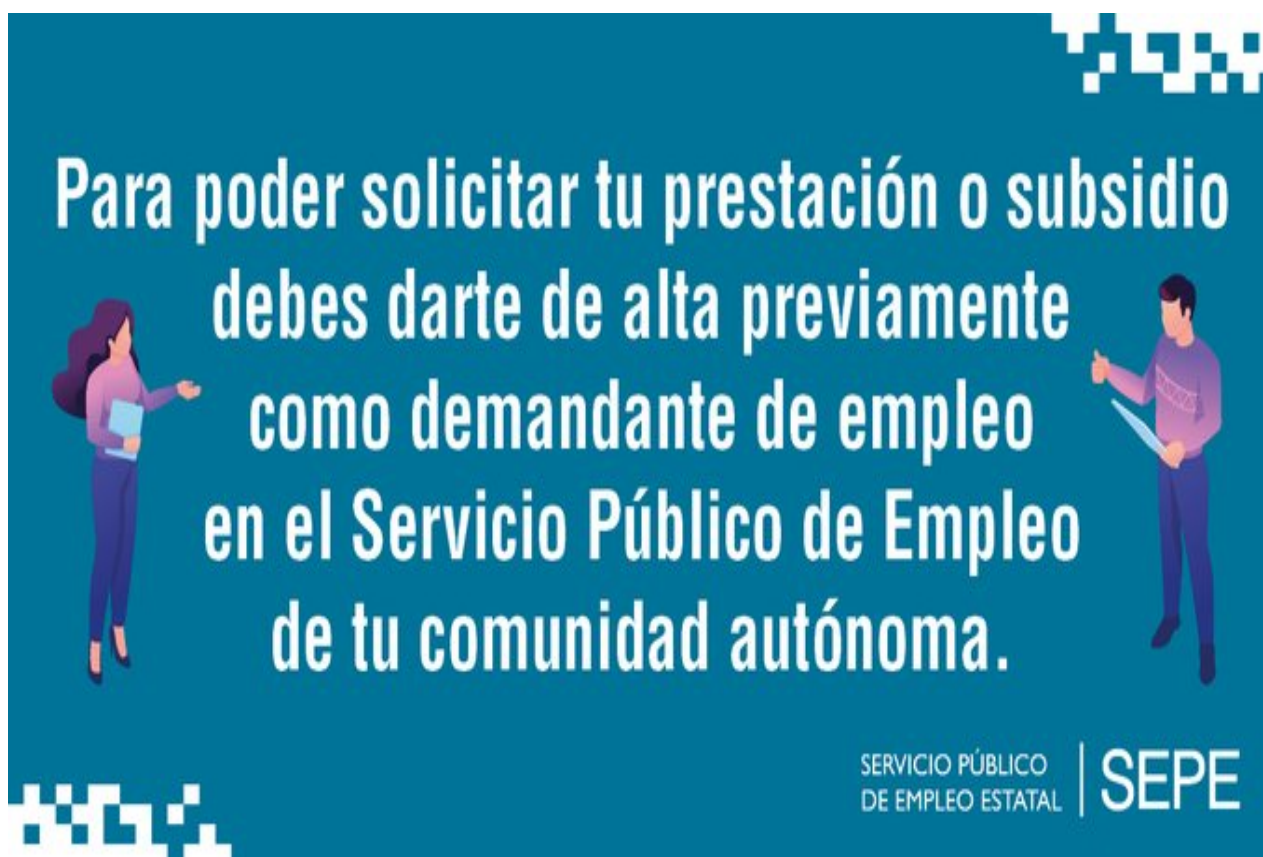 Para poder solicitar tu prestación o subsidio
debes darte de alta previamente
como demandante de empleo
en el Servicio Público de Empleo
de tu comunidad autónoma.
SERVICIO PÚBLICO
DE EMPLEO ESTATAL
SEPE